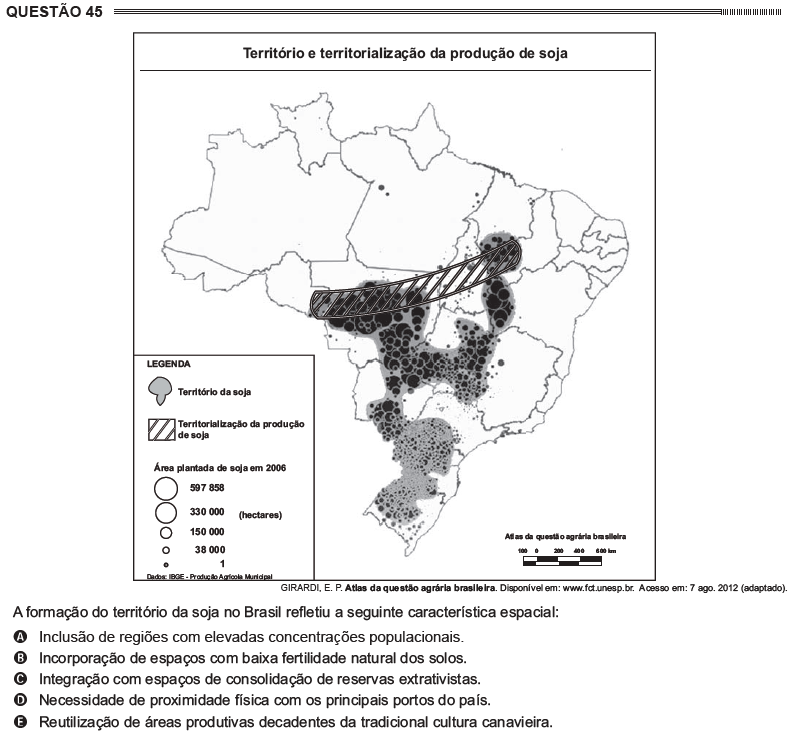 QUESTÃO 45
Território e territorialização da produção de soja
LEGENDA
Território da soja
Territorialização da produção
de soja
Área plantada de soja em 2006
597 858
330 000 (hectares)
150 000
38 000
1
Dados: IBGE - Produção Agrícola Municipal
Atlas da questão agrária brasileira
100 0 200 400 600 km
GIRARDI, E. P. Atlas da questão agrária brasileira. Disponível em: www.fct.unesp.br. Acesso em: 7 ago. 2012 (adaptado).
A formação do território da soja no Brasil refletiu a seguinte característica espacial:
A Inclusão de regiões com elevadas concentrações populacionais.
B Incorporação de espaços com baixa fertilidade natural dos solos.
C Integração com espaços de consolidação de reservas extrativistas.
D Necessidade de proximidade física com os principais portos do país.
E Reutilização de áreas produtivas decadentes da tradicional cultura canavieira.